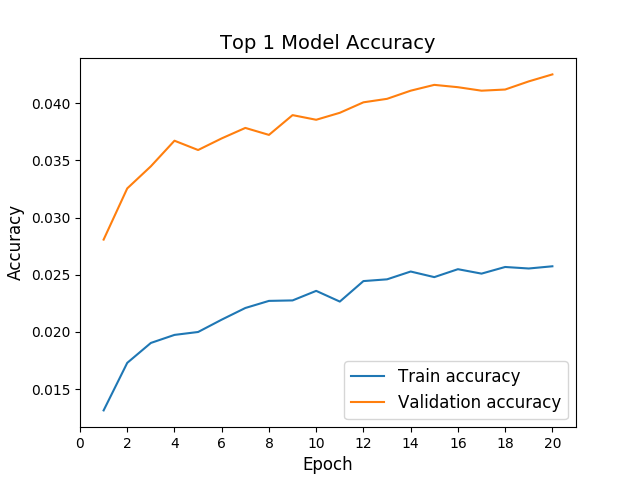 Top 1 Model Accuracy
Accuracy
0.040
0.035
0.030
0.025
0.020
0.015
0 2 4 6 8 10 12 14 16 18 20
Epoch
Train accuracy
Validation accuracy